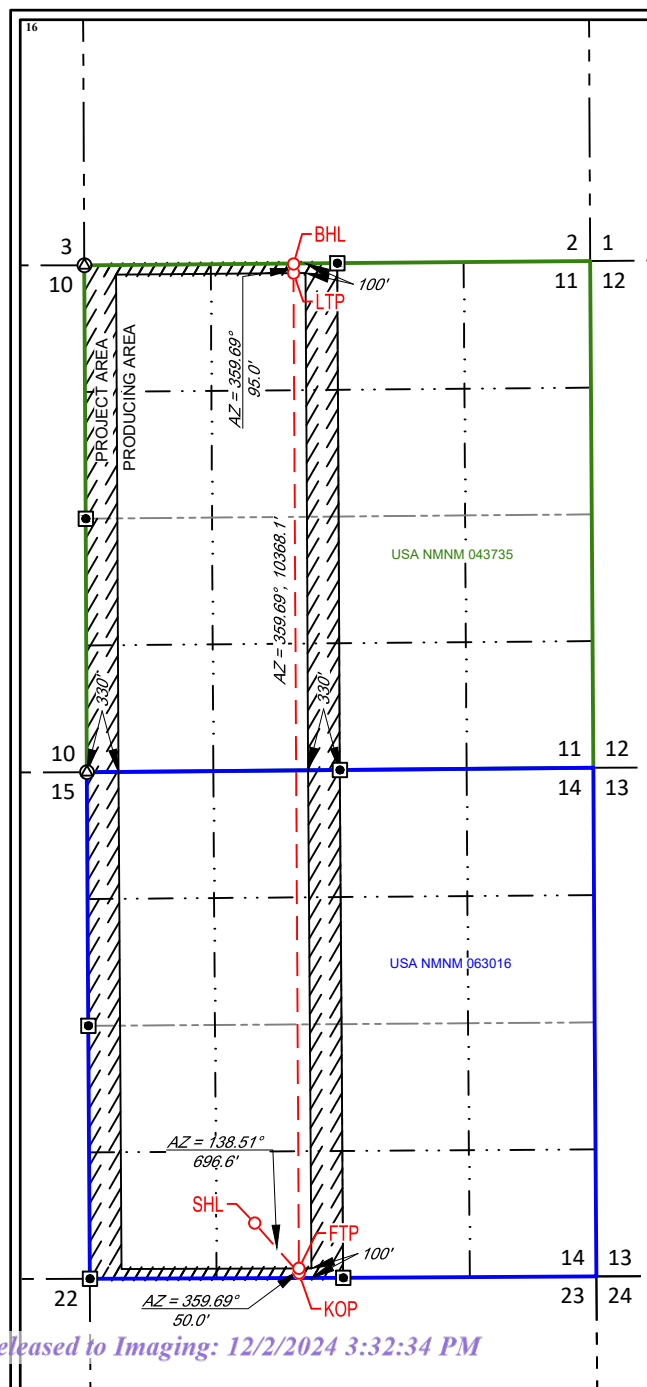 16
3
2
1
10
11
12
BHL
LTP
100'
PROJECT AREA
PRODUCING AREA
AZ = 359.69°
95.0'
AZ = 359.69°, 10368.1'
USA NMNM 043735
330'
330'
10
15
11
12
14
13
USA NMNM 063016
AZ = 138.51°
696.6'
SHL
FTP
100'
KOP
AZ = 359.69°
50.0'
22
14
13
23
24
eleased to Imaging: 12/2/2024 3:32:34 PM